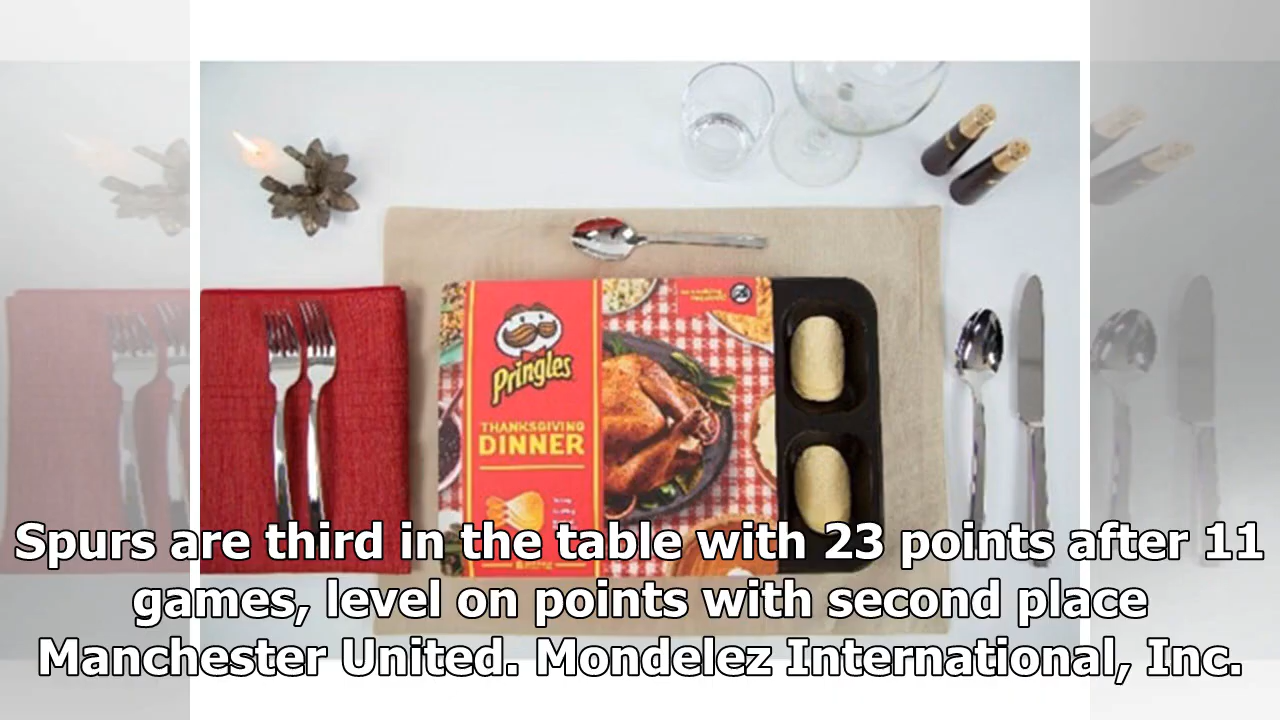 Pringles
THANKSGIVING
DINNER
Spurs are third in the table with 23 points after 11
games, level on points with second place
Manchester United. Mondelez International, Inc.